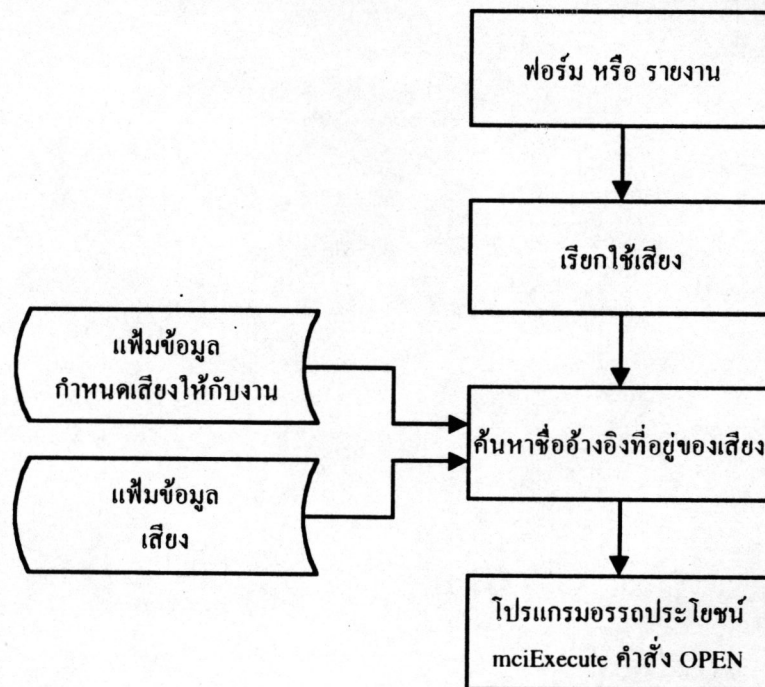 ฟอร์ม หรือ รายงาน
เรียกใช้เสียง
แฟ้มข้อมูล
กำหนดเสียงให้กับงาน
ค้นหาชื่ออ้างอิงที่อยู่ของเสียง
แฟ้มข้อมูล
เสียง
โปรแกรมอรรถประโยชน์
mciExecute คำสั่ง OPEN